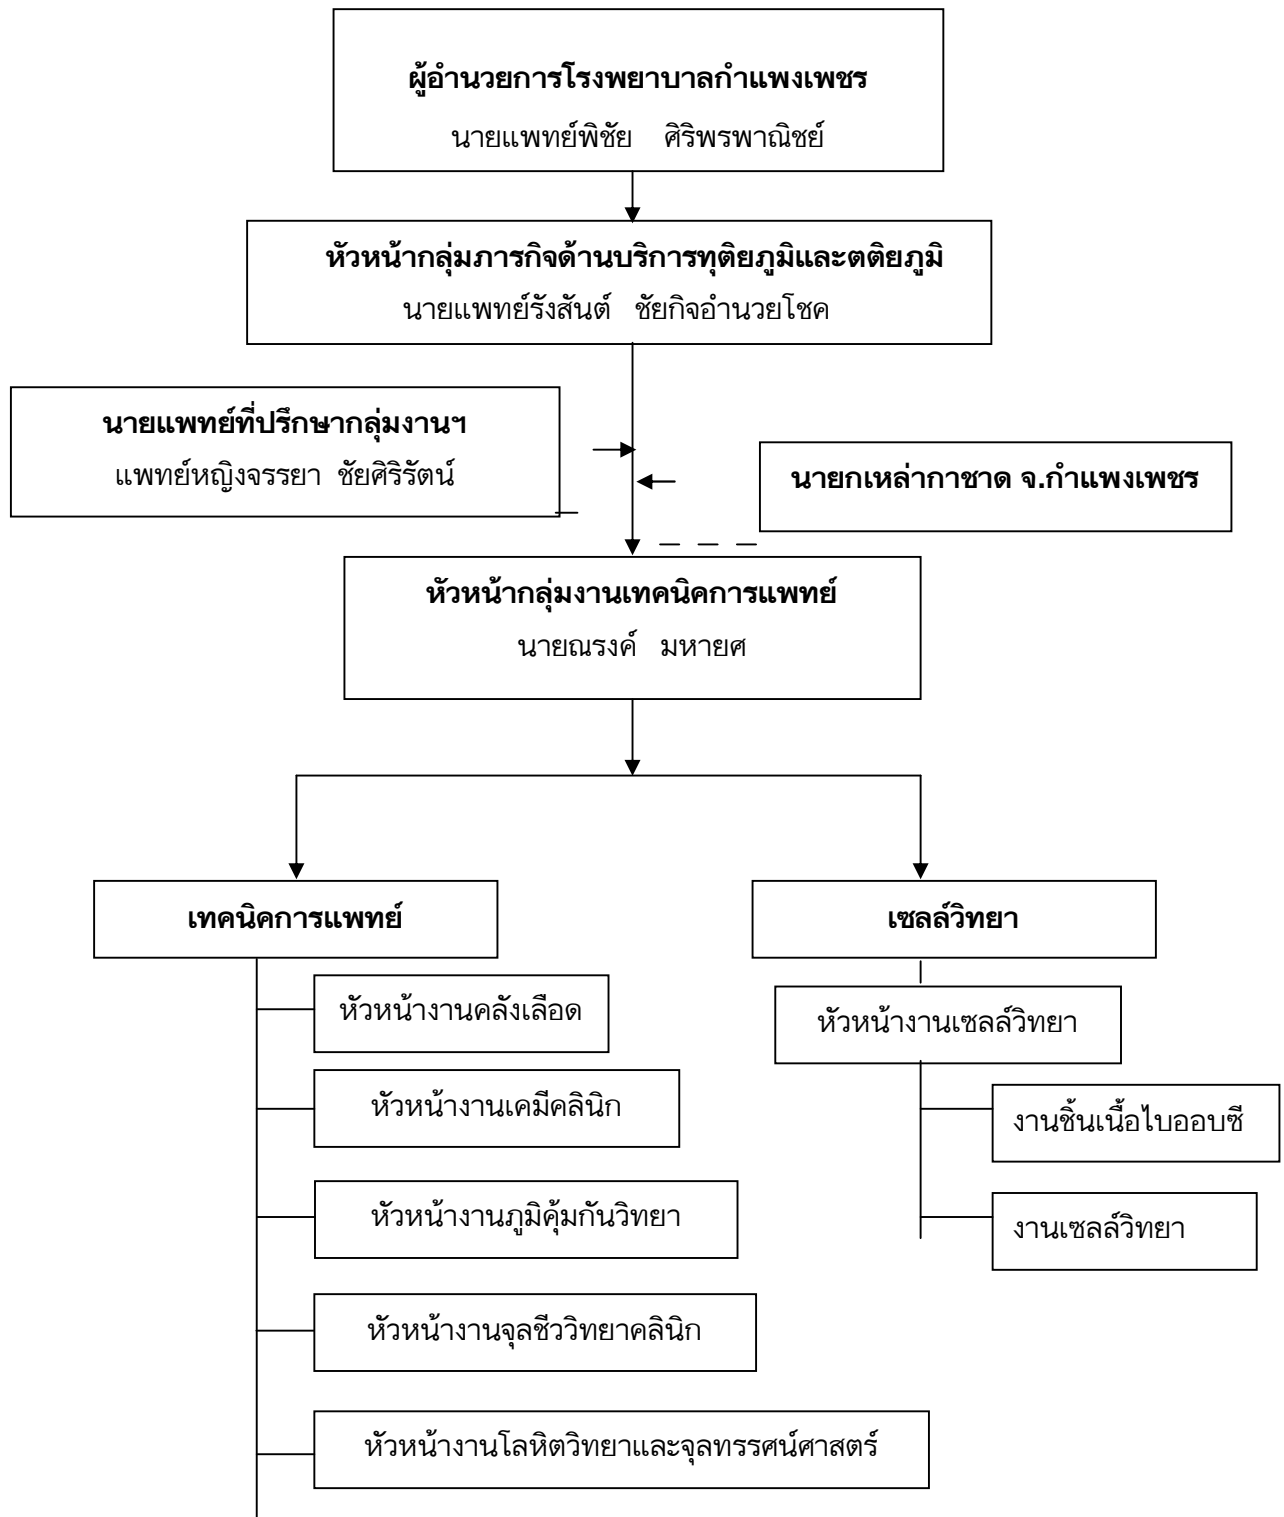 ผู้อำนวยการโรงพยาบาลกำแพงเพชร
นายแพทย์พิชัย ศิริพรพาณิชย์
หัวหน้ากลุ่มภารกิจด้านบริการทุติยภูมิและตติยภูมิ
นายแพทย์รังสันต์ ชัยกิจอำนวยโชค
นายแพทย์ที่ปรึกษากลุ่มงานฯ
แพทย์หญิงจรรยา ชัยศิริรัตน์
นายกเหล่ากาชาด จ.กำแพงเพชร
หัวหน้ากลุ่มงานเทคนิคการแพทย์
นายณรงค์ มหายศ
เทคนิคการแพทย์
หัวหน้างานคลังเลือด
หัวหน้างานเคมีคลินิก
หัวหน้างานภูมิคุ้มกันวิทยา
หัวหน้างานจุลชีววิทยาคลินิก
หัวหน้างานโลหิตวิทยาและจุลทรรศน์ศาสตร์
เซลล์วิทยา
หัวหน้างานเซลล์วิทยา
งานชิ้นเนื้อไบออบซี
งานเซลล์วิทยา